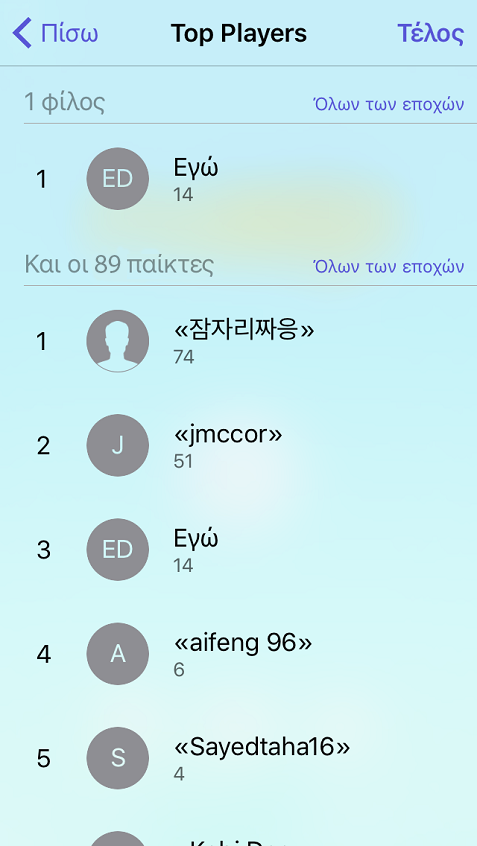 Πίσω Top Players Τέλος
1 φίλος Όλων των εποχών
1 ED Εγώ
14
Και οι 89 παίκτες Όλων των εποχών
1 «잠자리짜응»
74
2 J «jmccor»
51
3 ED Εγώ
14
4 A «aifeng 96»
6
5 S «Sayedtaha16»
4